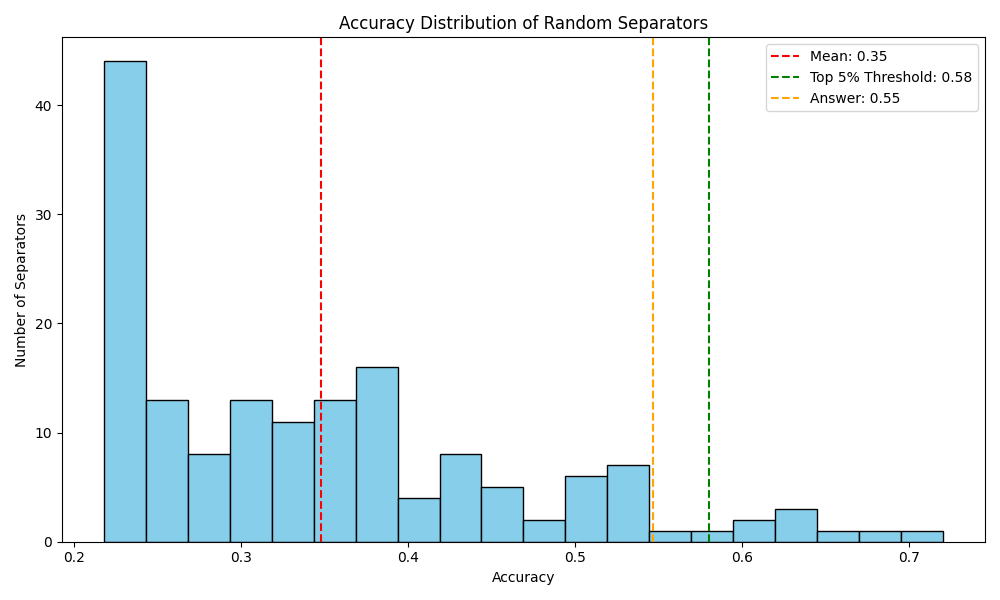 Accuracy Distribution of Random Separators
Mean: 0.35
Top 5% Threshold: 0.58
Answer: 0.55
Number of Separators
40
30
20
10
0
0.2 0.3 0.4 0.5 0.6 0.7
Accuracy